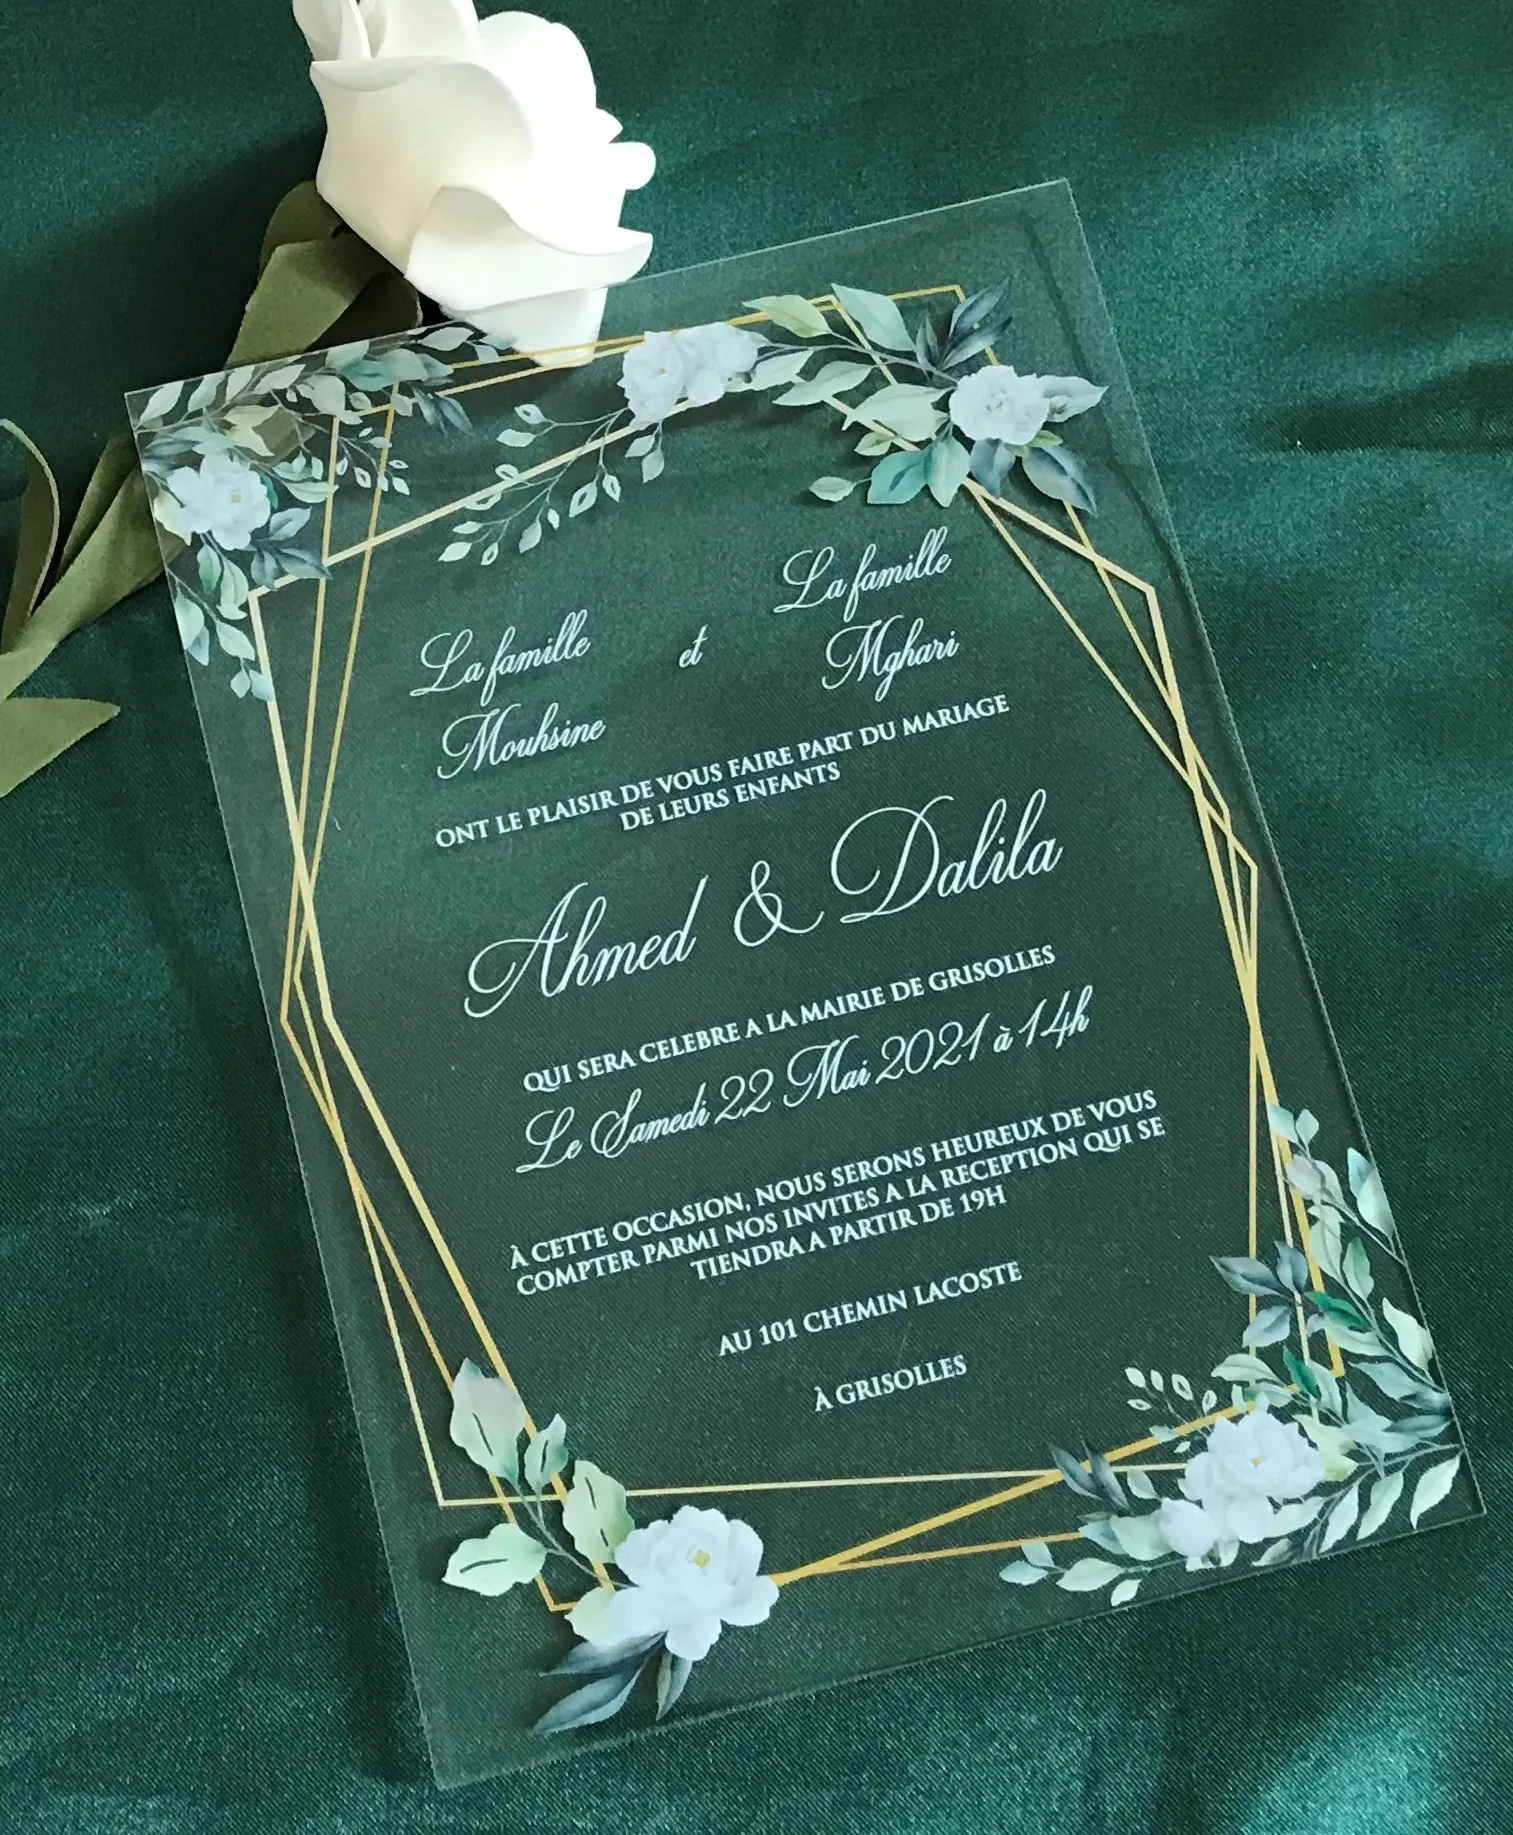 La famille et La famille
Mouhsine Mghari
ONT LE PLAISIR DE VOUS FAIRE PART DU MARIAGE
DE LEURS ENFANTS
Ahmed & Dalila
QUI SERA CELEBRE A LA MAIRIE DE GRISOLLES
Le Samedi 22 Mai 2021 à 14h
À CETTE OCCASION, NOUS SERONS HEUREUX DE VOUS
COMPTER PARMI NOS INVITES A LA RECEPTION QUI SE
TIENDRA A PARTIR DE 19H
AU 101 CHEMIN LACOSTE
À GRISOLLES